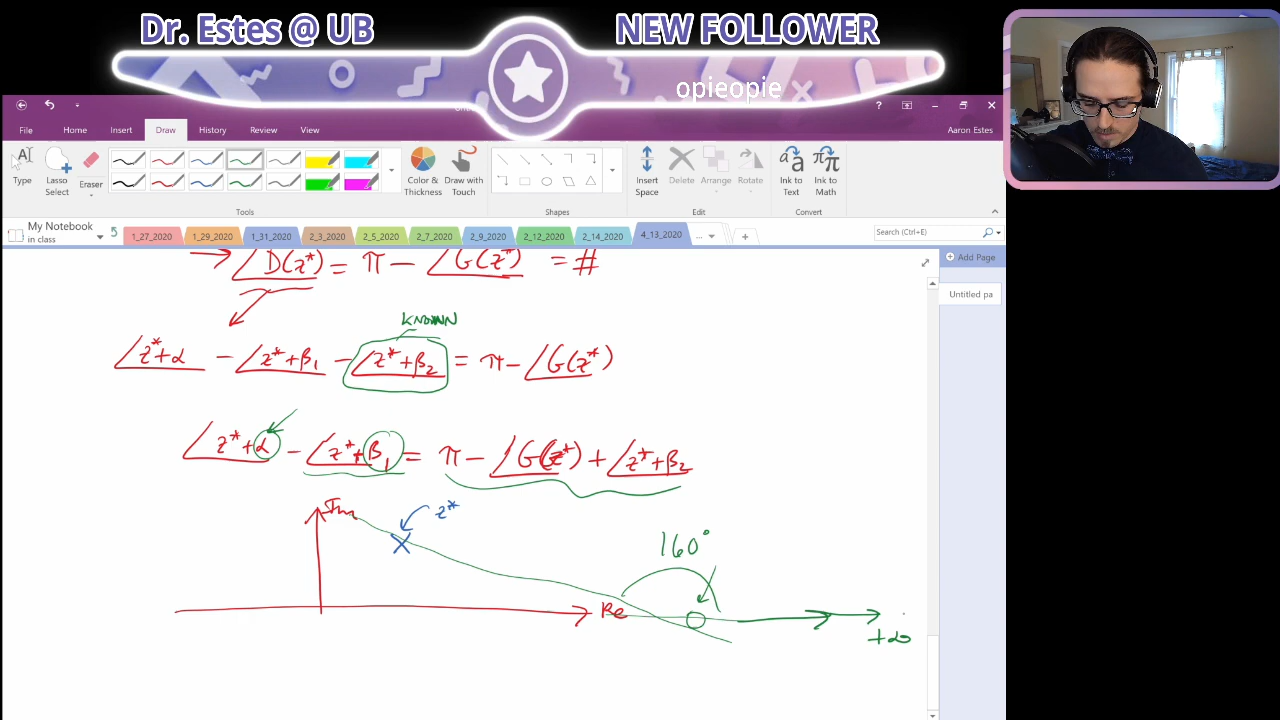 Dr. Estes @ UB
NEW FOLLOWER
opieopie
Aaron Estes
File Home Insert Draw History Review View
Type
Lasso Select
Eraser
Color & Thickness
Draw with Touch
Insert Space
Delete
Arrange
Rotate
Ink to Text
Ink to Math
Tools
Shapes
Edit
Convert
My Notebook
in class
1_27_2020 1_29_2020 1_31_2020 2_3_2020 2_5_2020 2_7_2020 2_9_2020 2_12_2020 2_14_2020 4_13_2020 ...
Search (Ctrl+E)
Add Page
Untitled pa
∠D(z*) = π − ∠G(z*) = #
KNOWN
∠z*+α − ∠z*+β₁ − ∠z*+β₂ = π − ∠G(z*)
∠z*+α − ∠z*+β₁ = π − ∠G(z*) + ∠z*+β₂
Im
z*
160°
Re
+∞